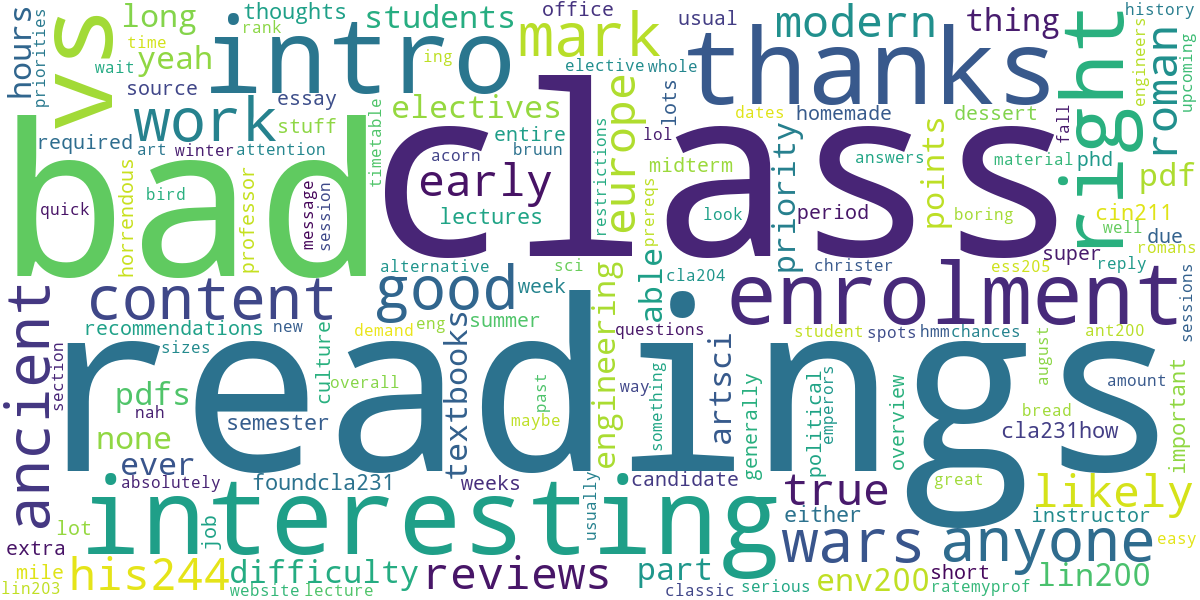 long
thoughts
students
office
usual
modern
thing
history
vs
time
rank
intro
mark
thanks
right
hours
priorities
wait
yeah
ing
elective
whole
engineers
upcoming
source
essay
electives
europe
lots
homemade
dates
dessert
fall
roman
work
stuff
required
art
winter
attention
timetable
entire
lol
restrictions
bad
class
acorn
bruun
midterm
priority
answers
points
material
phd
pdf
early
horrendous
bird
professor
message
session
quick
lectures
prereqs
look
period
boring
cin211
well
due
romans
super
alternative
sci
able
cla204
christer
ess205
reply
sessions
ancient
content
good
week
engineering
enrolment
recommendations
new
culture
demand
eng
summer
questions
student
spots
hmm
chances
ant200
section
sizes
readings
textbooks
overall
past
way
something
artsci
generally
political
emperors
overview
august
amount
important
pdfs
nah
none
semester
maybe
bread
cla231how
ever
absolutely
foundcla231
weeks
usually
candidate
great
likely
lot
job
interesting
true
either
instructor
extra
wars
anyone
easy
mile
lin203
his244
difficulty
website
lecture
reviews
part
classic
serious
env200
short
ratemyprof
lin200